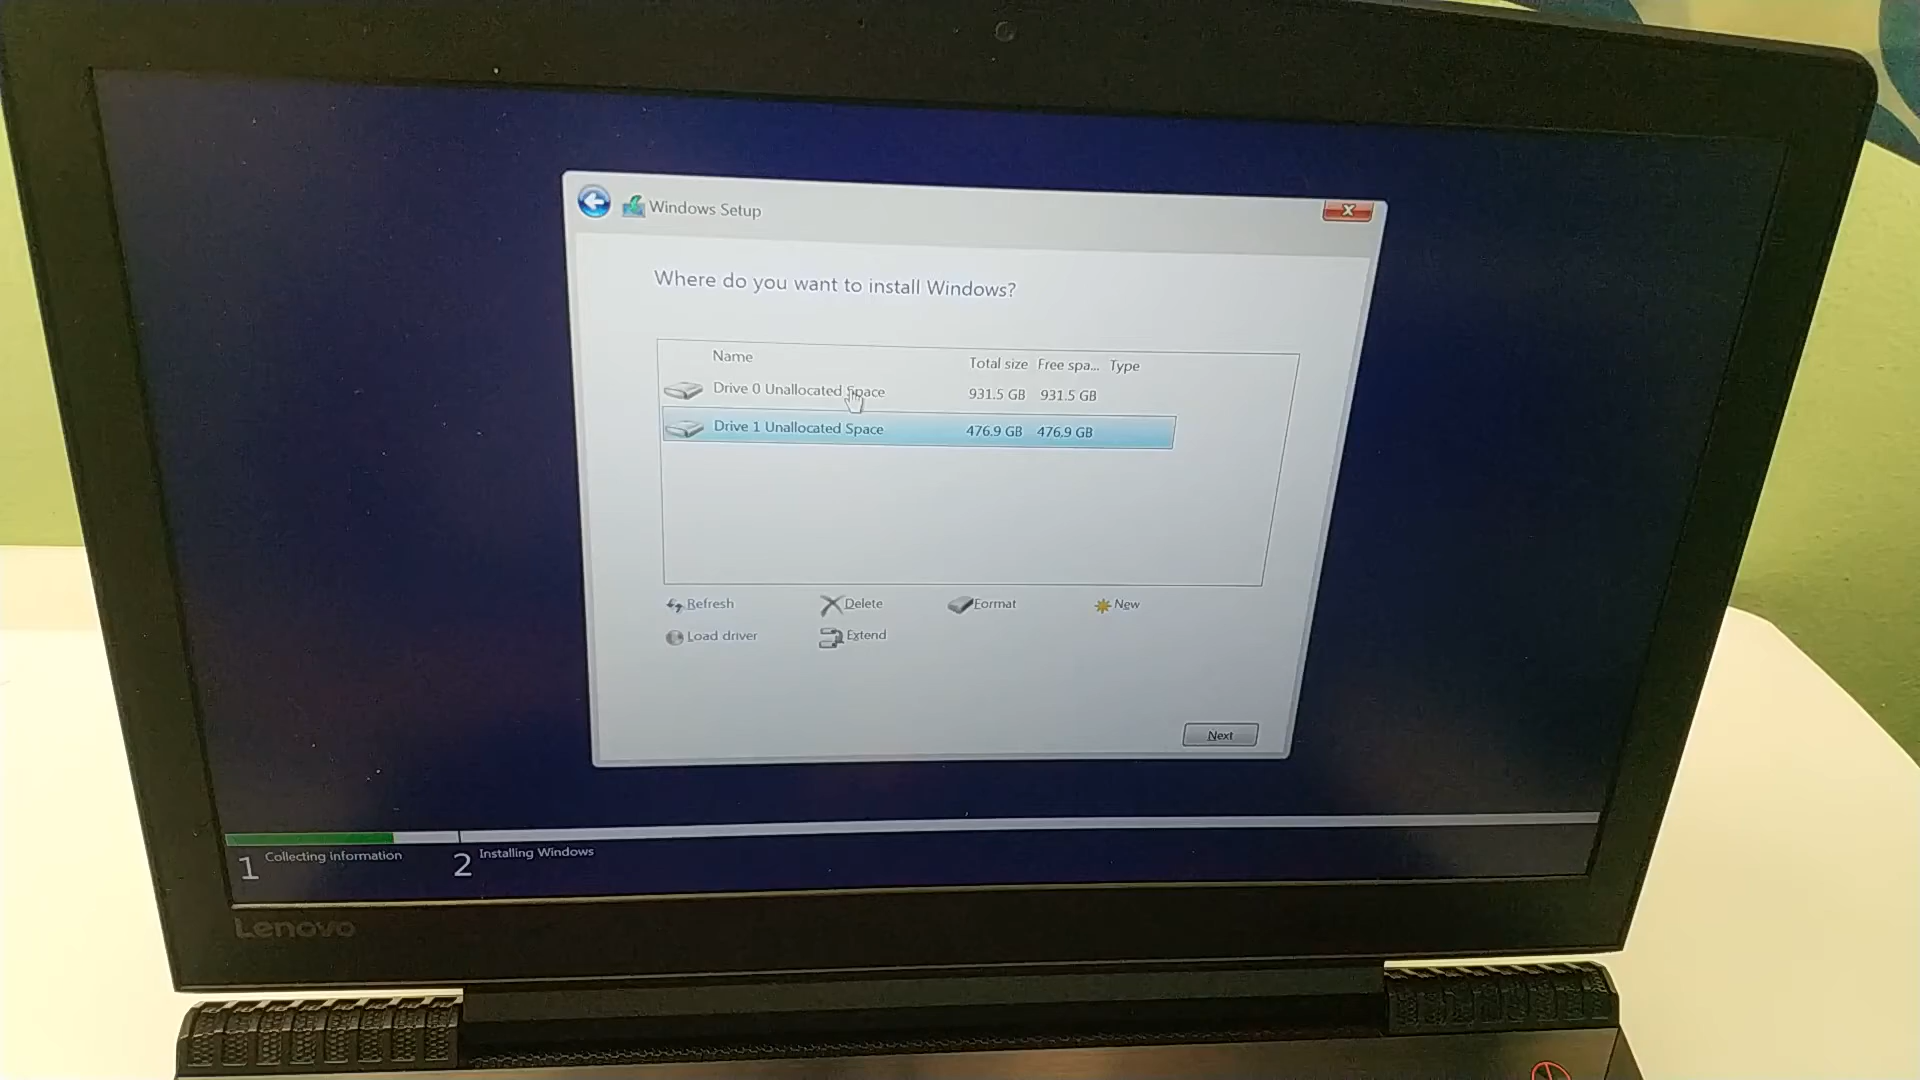 Windows Setup
Where do you want to install Windows?
Name Total size Free spa... Type
Drive 0 Unallocated Space 931.5 GB 931.5 GB
Drive 1 Unallocated Space 476.9 GB 476.9 GB
Refresh Delete Format New
Load driver Extend
Next
1 Collecting information 2 Installing Windows
Lenovo